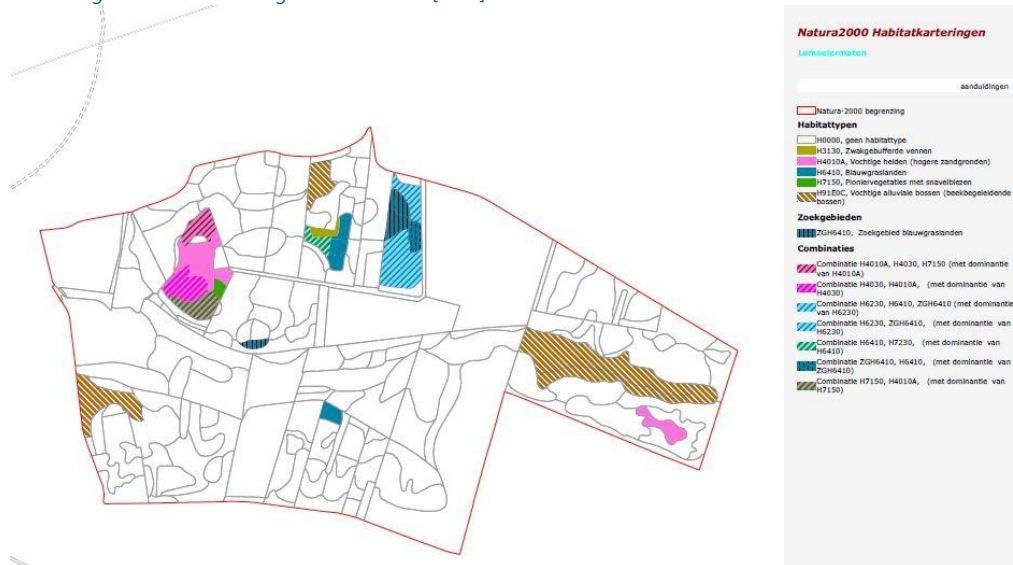 Natura2000 Habitatkarteringen
Lemselermaten
aanduidingen
Natura-2000 begrenzing
Habitattypen
H0000, geen habitattype
H3130, Zwakgebufferde vennen
H4010A, Vochtige heiden (hogere zandgronden)
H6410, Blauwgraslanden
H7150, Pioniervegetaties met snavelbiezen
H91E0C, Vochtige alluviale bossen (beekbegeleidende
bossen)
Zoekgebieden
ZGH6410, Zoekgebied blauwgraslanden
Combinaties
Combinatie H4010A, H4030, H7150 (met dominantie
van H4010A)
Combinatie H4030, H4010A, (met dominantie van
H4030)
Combinatie H6230, H6410, ZGH6410 (met dominantie
van H6230)
Combinatie H6230, ZGH6410, (met dominantie van
H6230)
Combinatie H6410, H7230, (met dominantie van
H6410)
Combinatie ZGH6410, H6410, (met dominantie van
ZGH6410)
Combinatie H7150, H4010A, (met dominantie van
H7150)